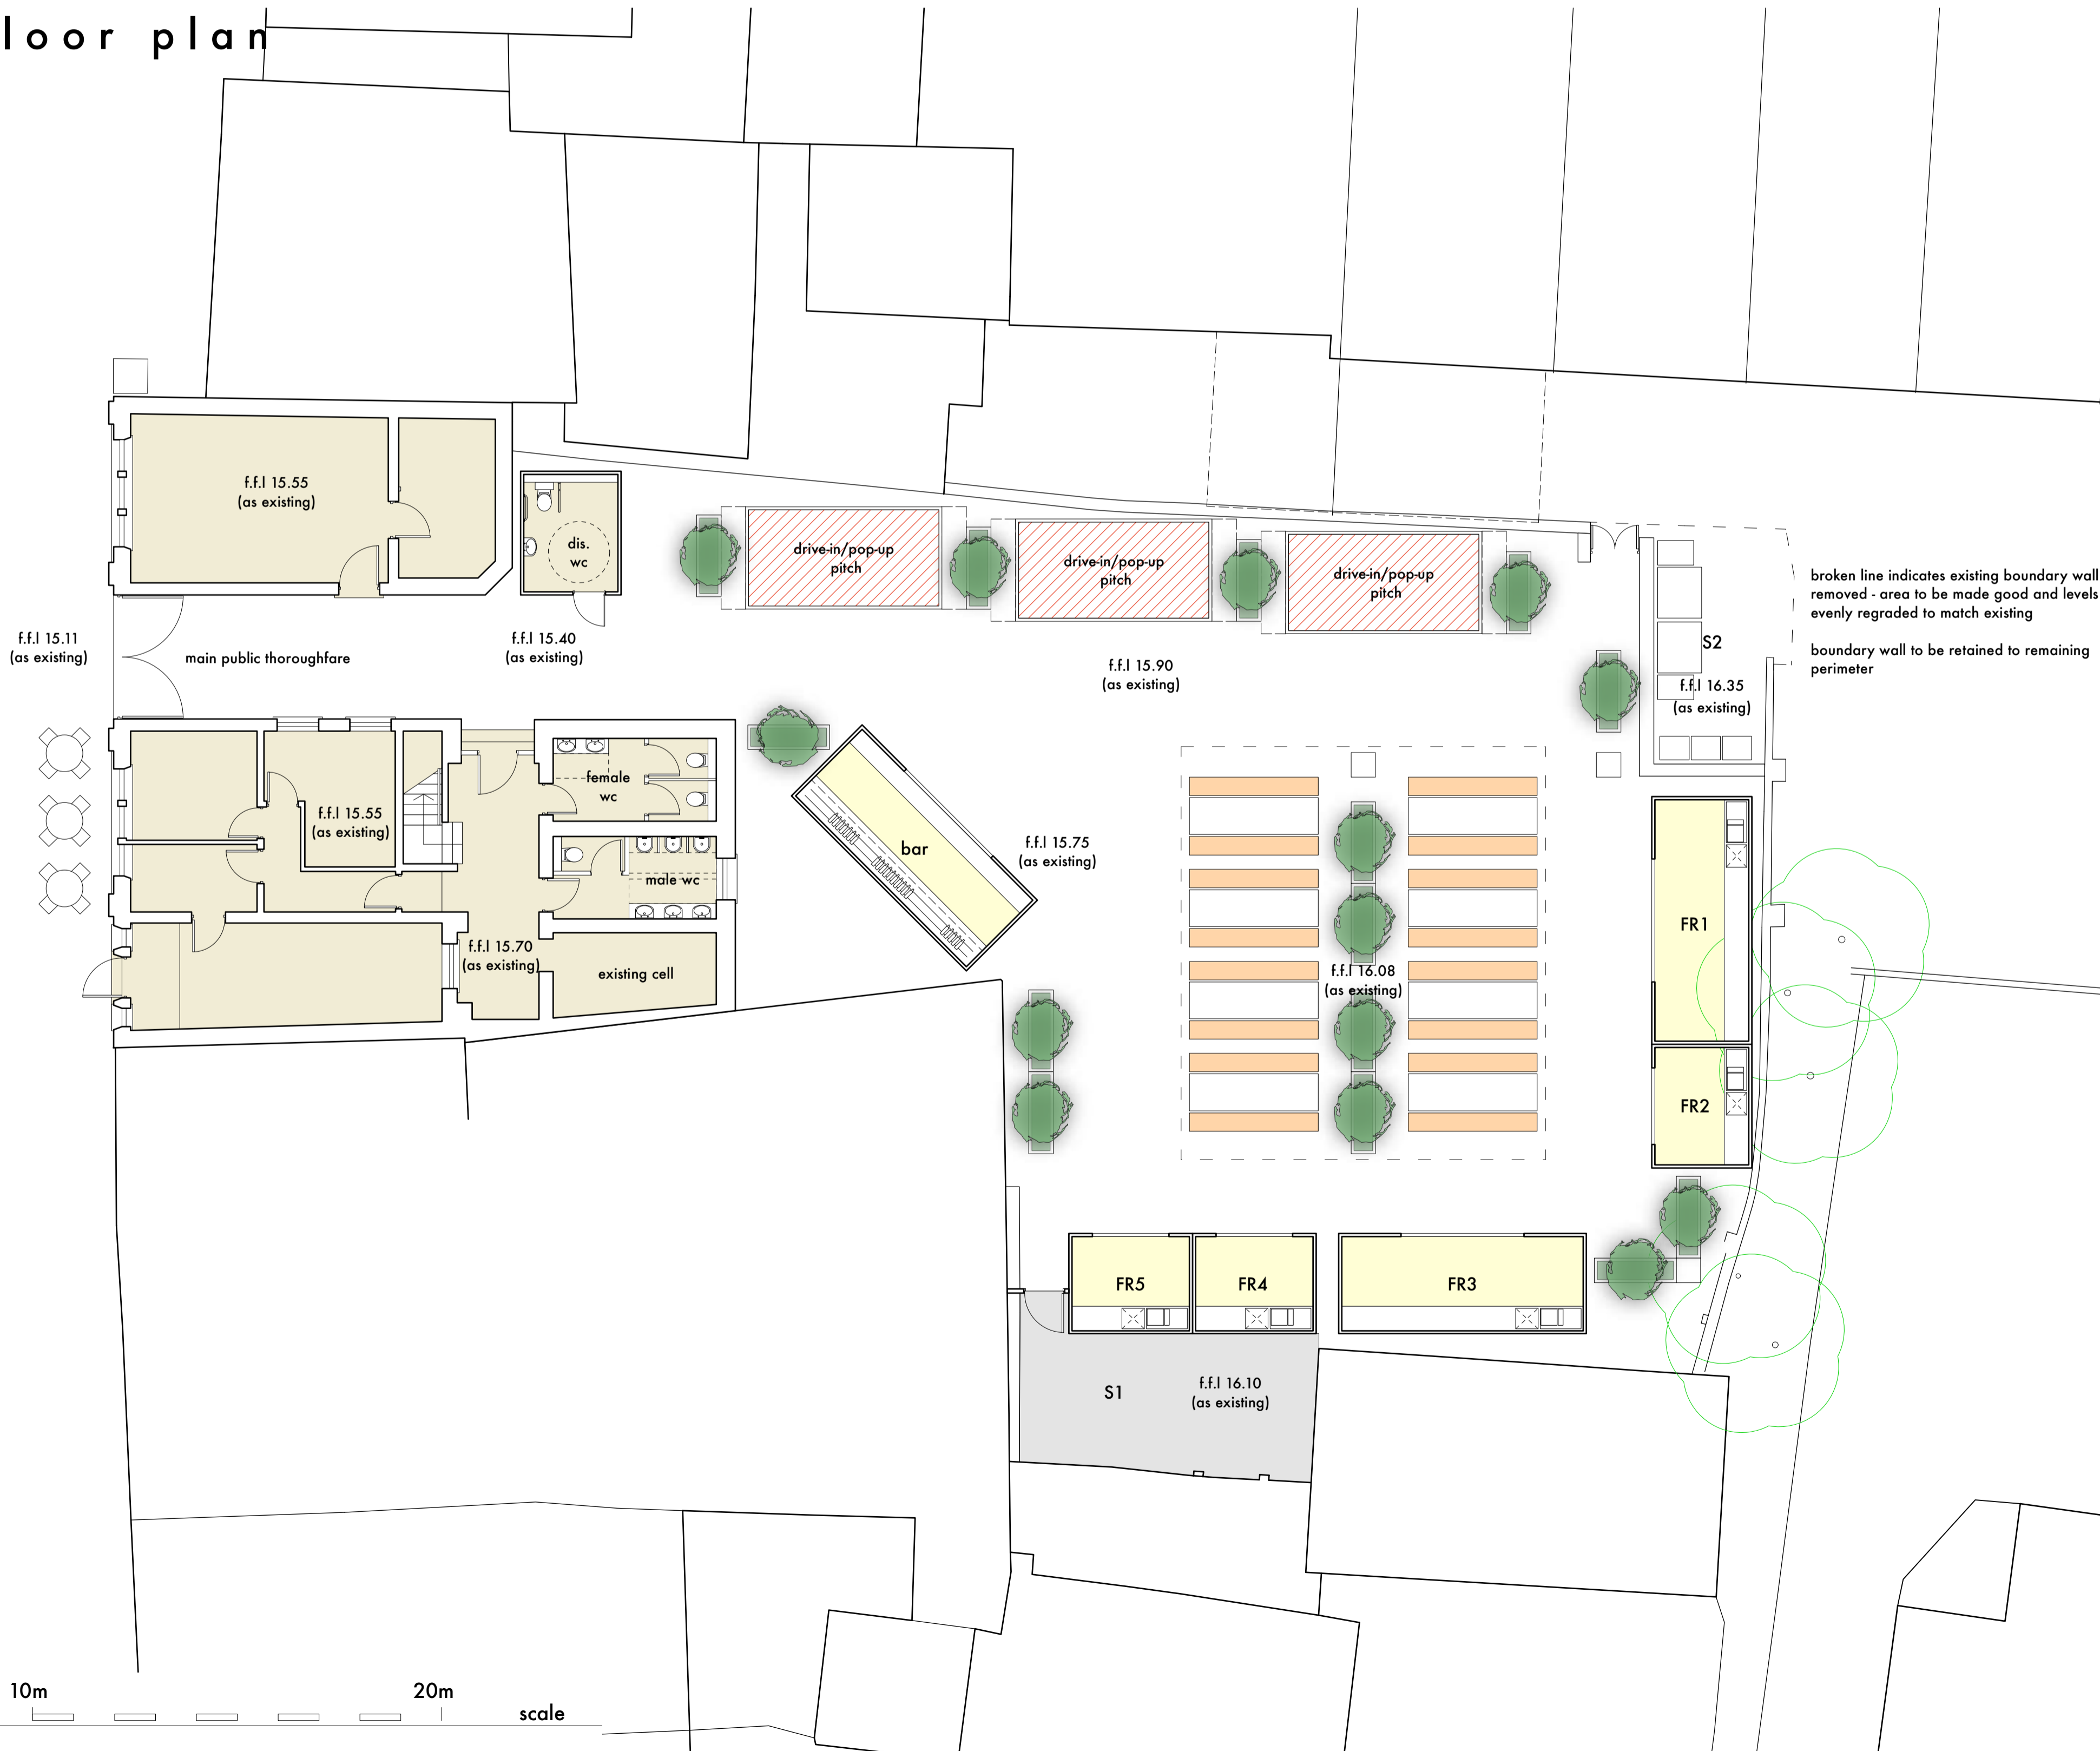 loor plan
f.f.l 15.55
(as existing)
dis.
wc
drive-in/pop-up
pitch
drive-in/pop-up
pitch
drive-in/pop-up
pitch
broken line indicates existing boundary wall
removed - area to be made good and levels
evenly regraded to match existing
boundary wall to be retained to remaining
perimeter
f.f.l 15.11
(as existing)
main public thoroughfare
f.f.l 15.40
(as existing)
f.f.l 15.90
(as existing)
S2
f.f.l 16.35
(as existing)
female
wc
f.f.l 15.55
(as existing)
bar
f.f.l 15.75
(as existing)
male wc
FR1
f.f.l 15.70
(as existing)
existing cell
f.f.l 16.08
(as existing)
FR2
FR5
FR4
FR3
S1
f.f.l 16.10
(as existing)
10m
20m
scale